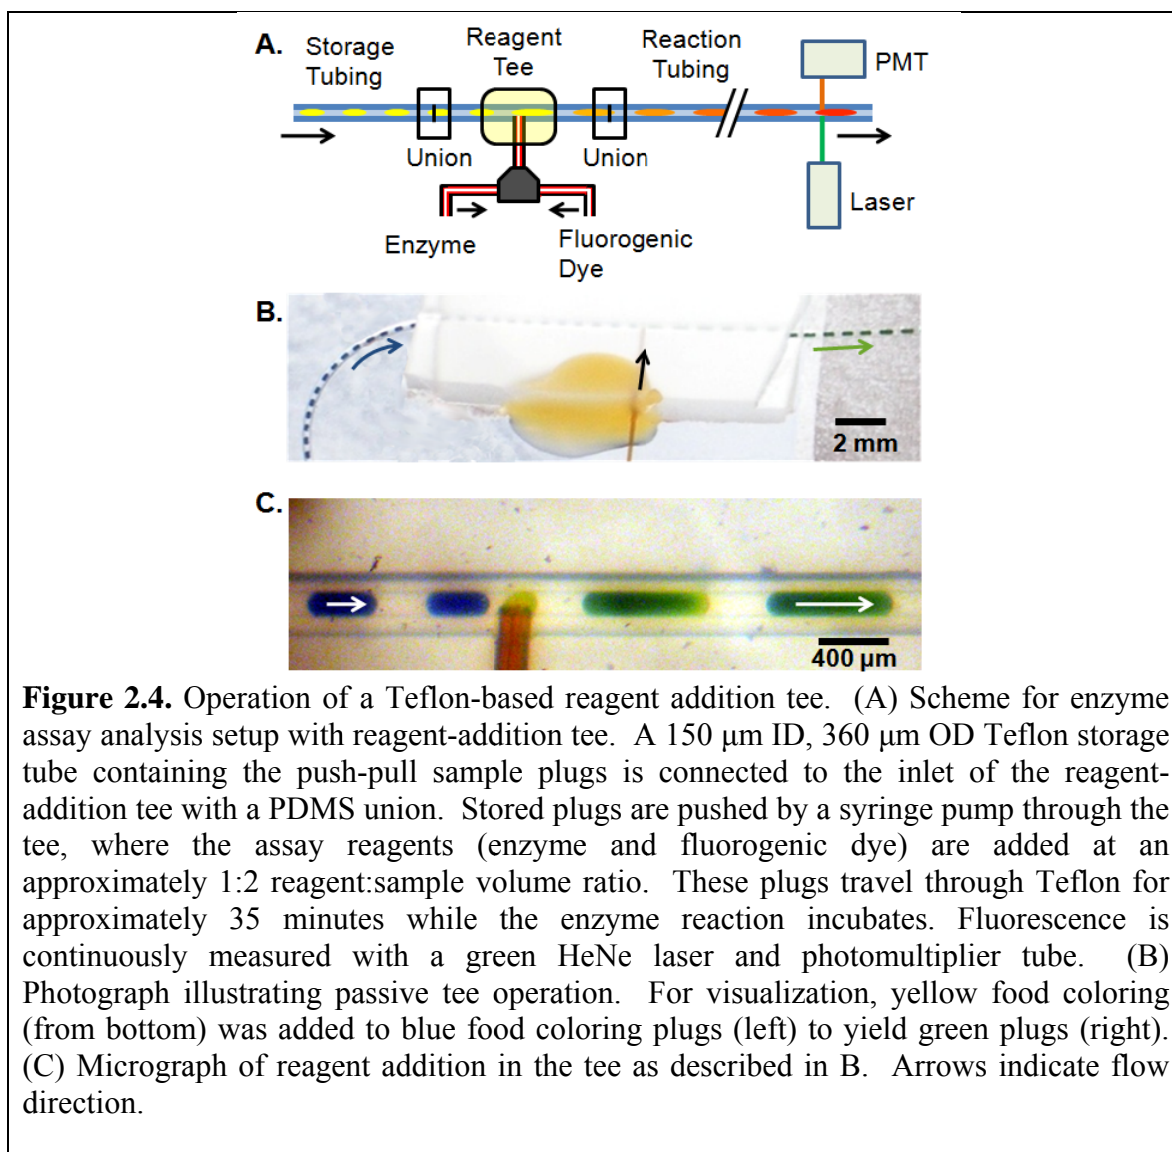 A.
Storage
Tubing
Reagent
Tee
Reaction
Tubing
PMT
Union
Union
Laser
Enzyme
Fluorogenic
Dye
B.
2 mm
C.
400 µm
Figure 2.4. Operation of a Teflon-based reagent addition tee. (A) Scheme for enzyme
assay analysis setup with reagent-addition tee. A 150 µm ID, 360 µm OD Teflon storage
tube containing the push-pull sample plugs is connected to the inlet of the reagent-
addition tee with a PDMS union. Stored plugs are pushed by a syringe pump through the
tee, where the assay reagents (enzyme and fluorogenic dye) are added at an
approximately 1:2 reagent:sample volume ratio. These plugs travel through Teflon for
approximately 35 minutes while the enzyme reaction incubates. Fluorescence is
continuously measured with a green HeNe laser and photomultiplier tube. (B)
Photograph illustrating passive tee operation. For visualization, yellow food coloring
(from bottom) was added to blue food coloring plugs (left) to yield green plugs (right).
(C) Micrograph of reagent addition in the tee as described in B. Arrows indicate flow
direction.